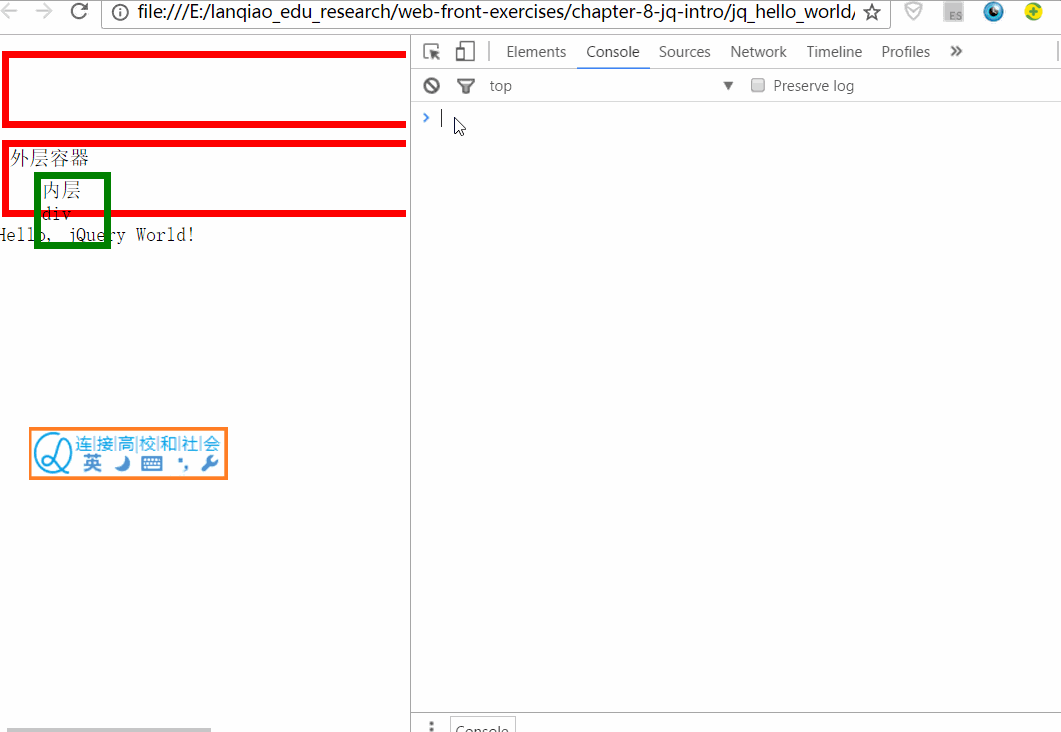 file:///E:/lanqiao_edu_research/web-front-exercises/chapter-8-jq-intro/jq_hello_world/
ES
Elements Console Sources Network Timeline Profiles »
top Preserve log
外层容器
内层
div
Hello, jQuery World!
连接高校和社会
英
Console